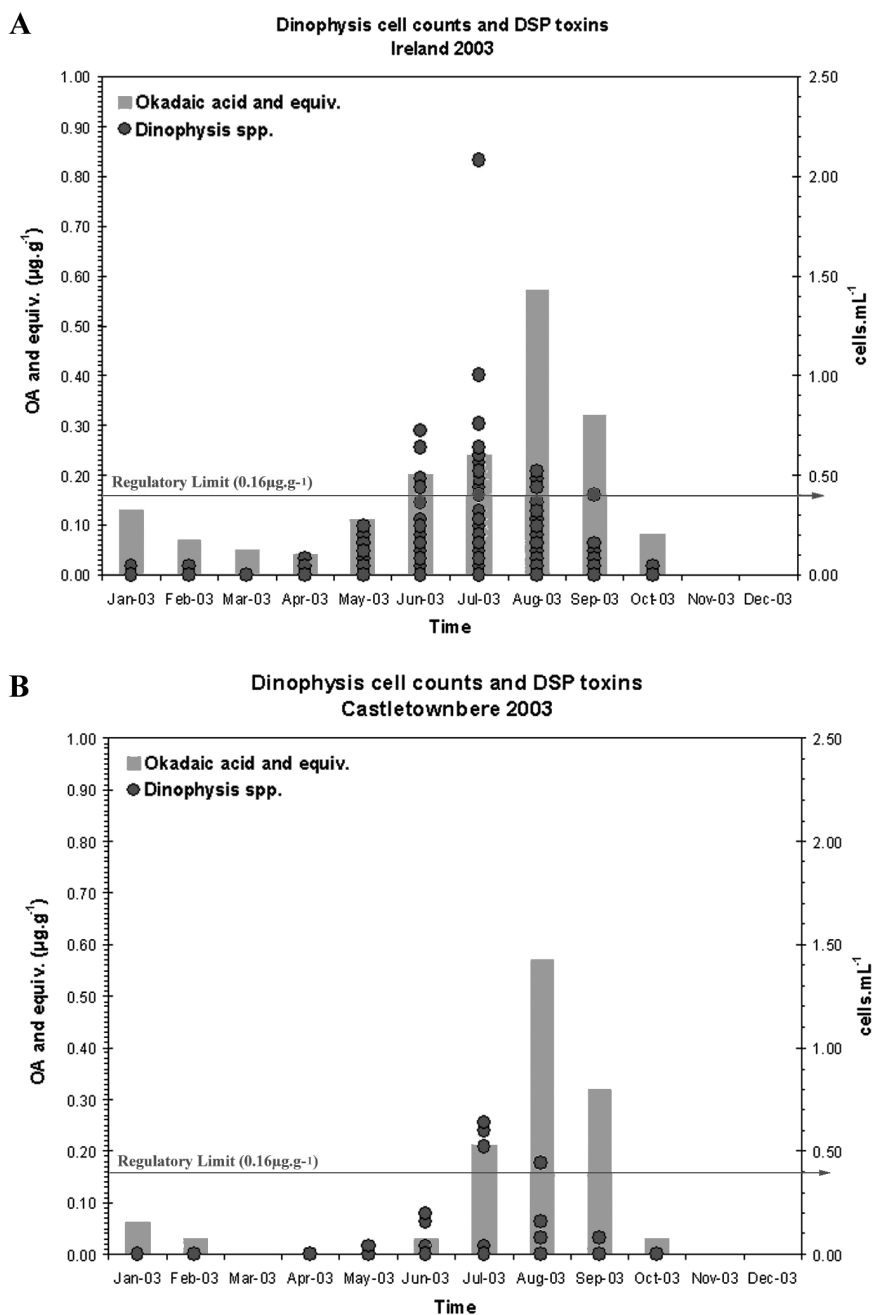 A
Dinophysis cell counts and DSP toxins
Ireland 2003
1.00
0.90
0.80
0.70
0.60
0.50
0.40
0.30
0.20
0.10
0.00
OA and equiv. (µg.g-1)
Okadaic acid and equiv.
Dinophysis spp.
Regulatory Limit (0.16µg.g-1)
2.50
2.00
1.50
1.00
0.50
0.00
cells.mL-1
Jan-03 Feb-03 Mar-03 Apr-03 May-03 Jun-03 Jul-03 Aug-03 Sep-03 Oct-03 Nov-03 Dec-03
Time
B
Dinophysis cell counts and DSP toxins
Castletownbere 2003
1.00
0.90
0.80
0.70
0.60
0.50
0.40
0.30
0.20
0.10
0.00
OA and equiv. (µg.g-1)
Okadaic acid and equiv.
Dinophysis spp.
Regulatory Limit (0.16µg.g-1)
2.50
2.00
1.50
1.00
0.50
0.00
cells.mL-1
Jan-03 Feb-03 Mar-03 Apr-03 May-03 Jun-03 Jul-03 Aug-03 Sep-03 Oct-03 Nov-03 Dec-03
Time